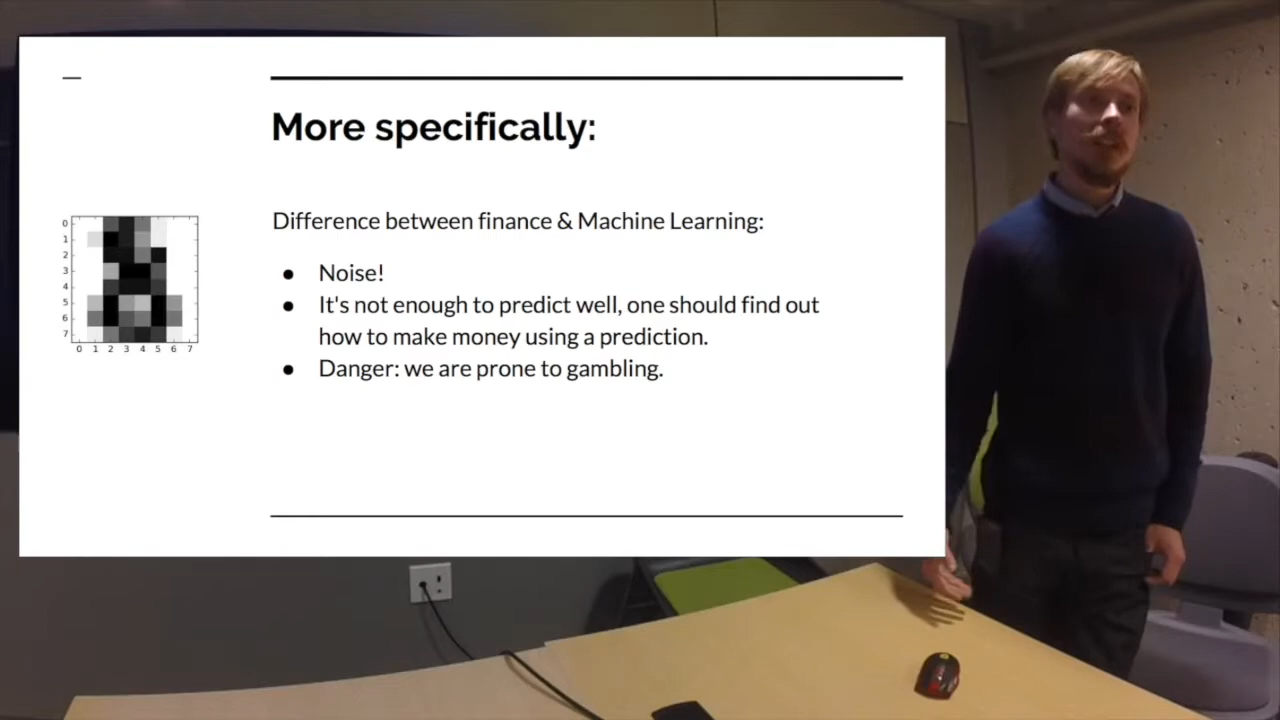 More specifically:
Difference between finance & Machine Learning:
● Noise!
● It's not enough to predict well, one should find out
how to make money using a prediction.
● Danger: we are prone to gambling.
0
1
2
3
4
5
6
7
0 1 2 3 4 5 6 7